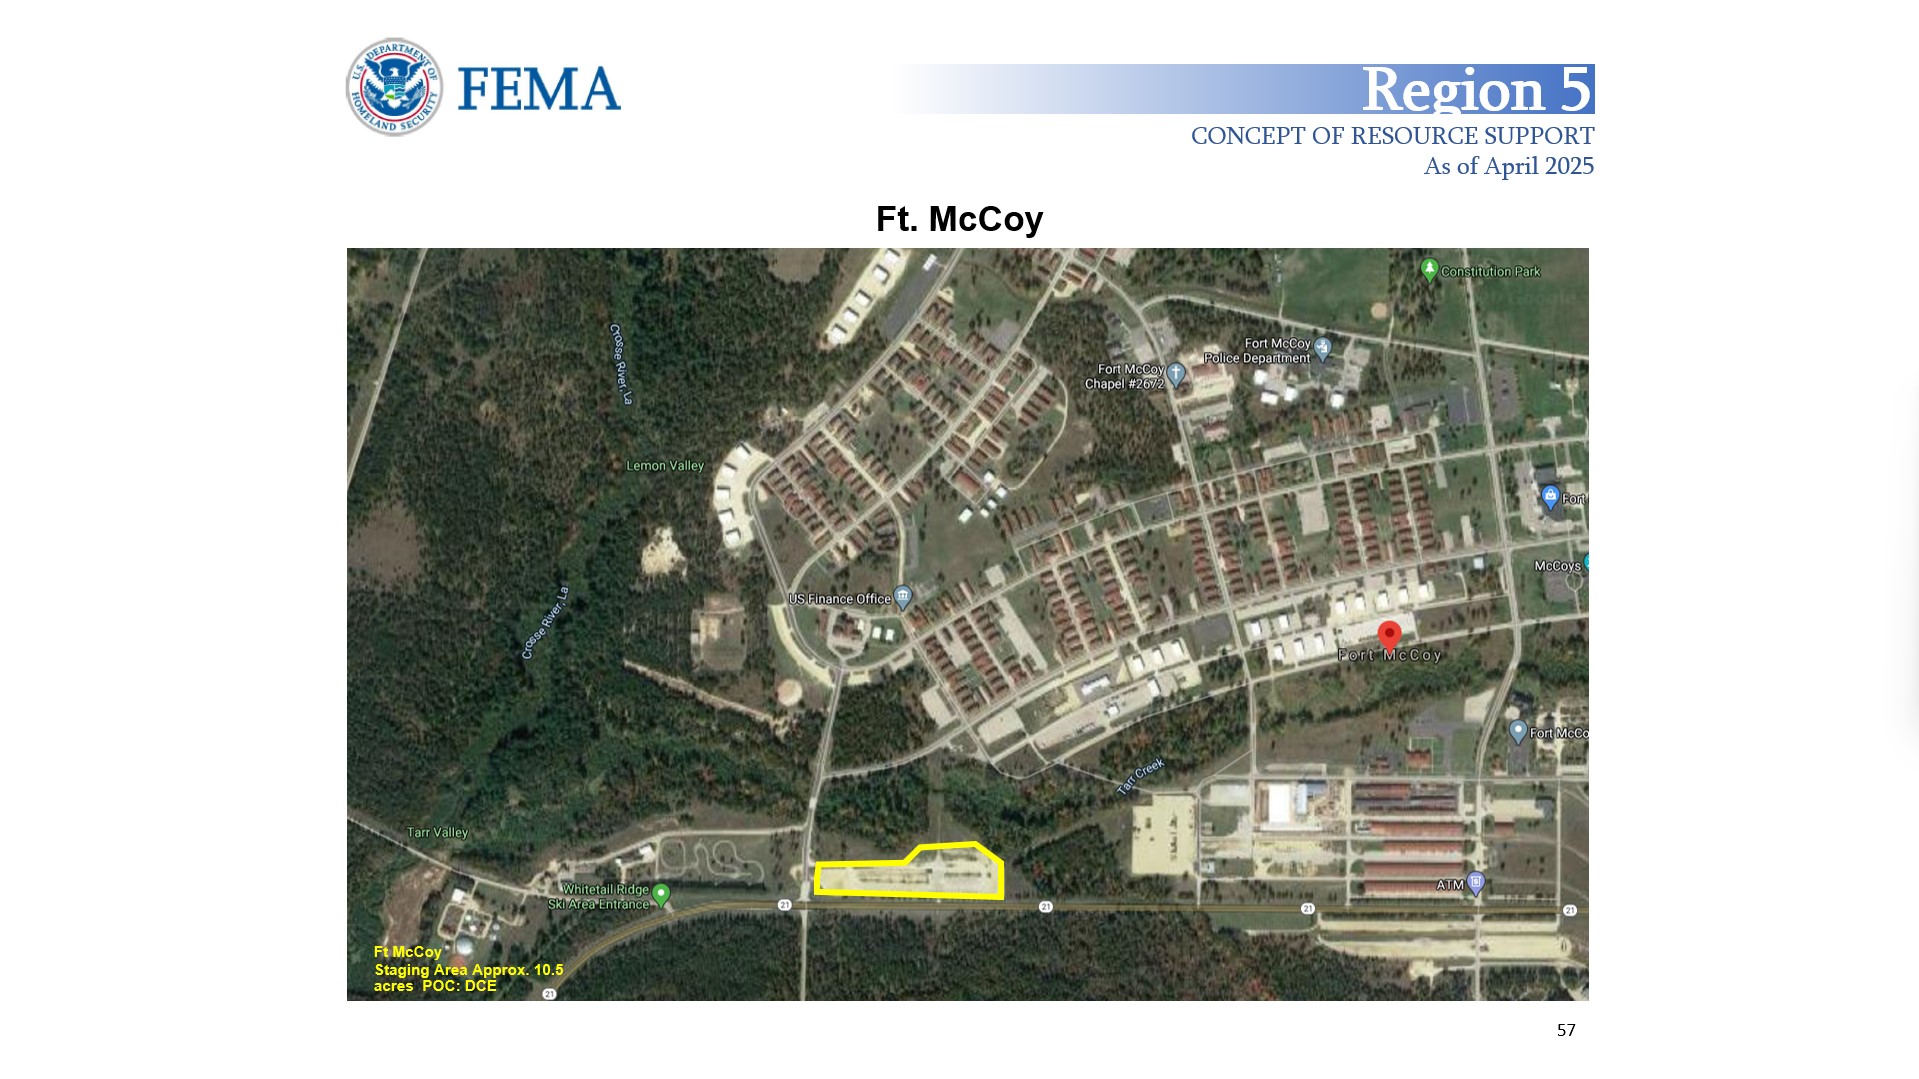 U.S. DEPARTMENT OF
HOMELAND SECURITY
FEMA
Region 5
CONCEPT OF RESOURCE SUPPORT
As of April 2025
Ft. McCoy
Constitution Park
Crosse River, La
Fort McCoy
Police Department
Fort McCoy
Chapel #2672
Lemon Valley
Fort
McCoys
US Finance Office
Crosse River, La
Fort McCoy
Fort McCo
Tarr Creek
Tarr Valley
Whitetail Ridge
Ski Area Entrance
ATM
21
21
21
21
21
Ft McCoy
Staging Area Approx. 10.5
acres POC: DCE
57